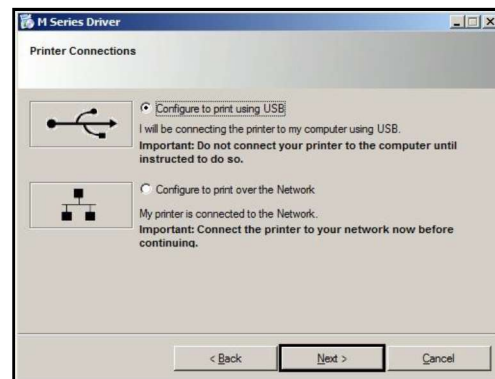 M Series Driver
Printer Connections
Configure to print using USB
I will be connecting the printer to my computer using USB.
Important: Do not connect your printer to the computer until
instructed to do so.
Configure to print over the Network
My printer is connected to the Network.
Important: Connect the printer to your network now before
continuing.
< Back
Next >
Cancel